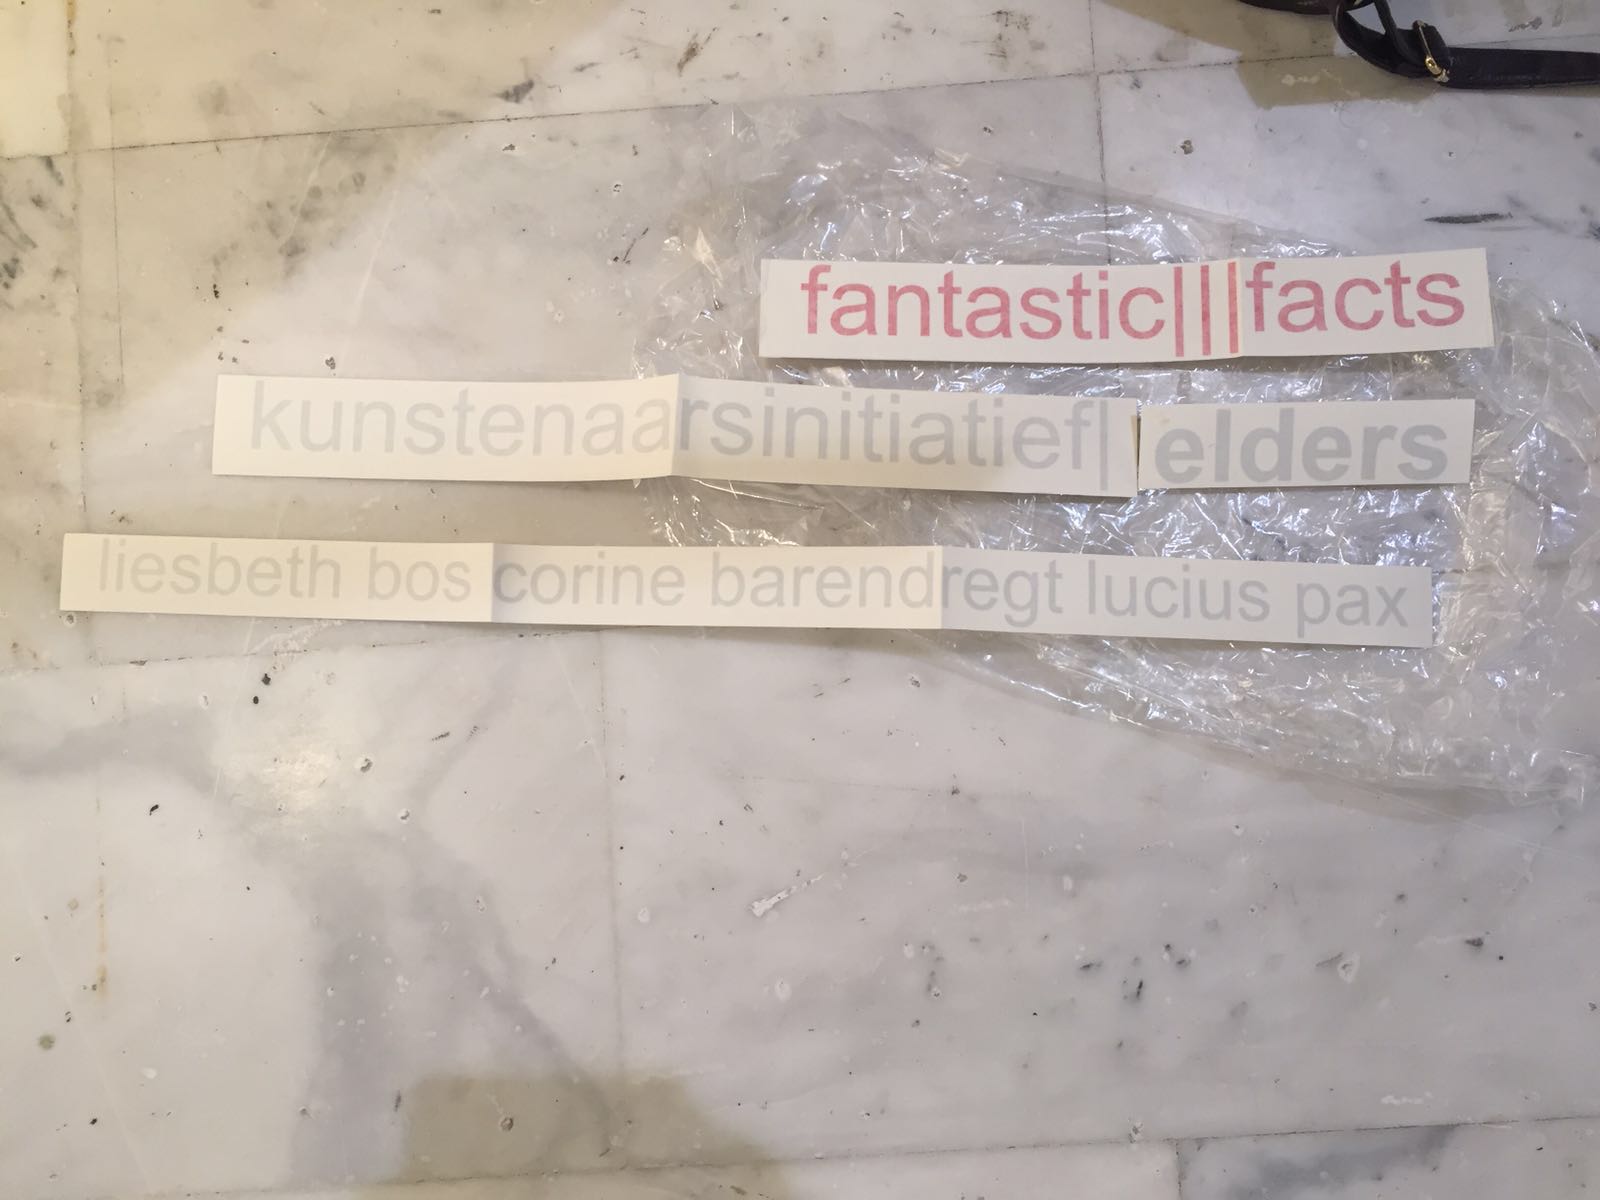 fantastic|||facts
kunstenaarsinitiatief| elders
liesbeth bos corine barendregt lucius pax